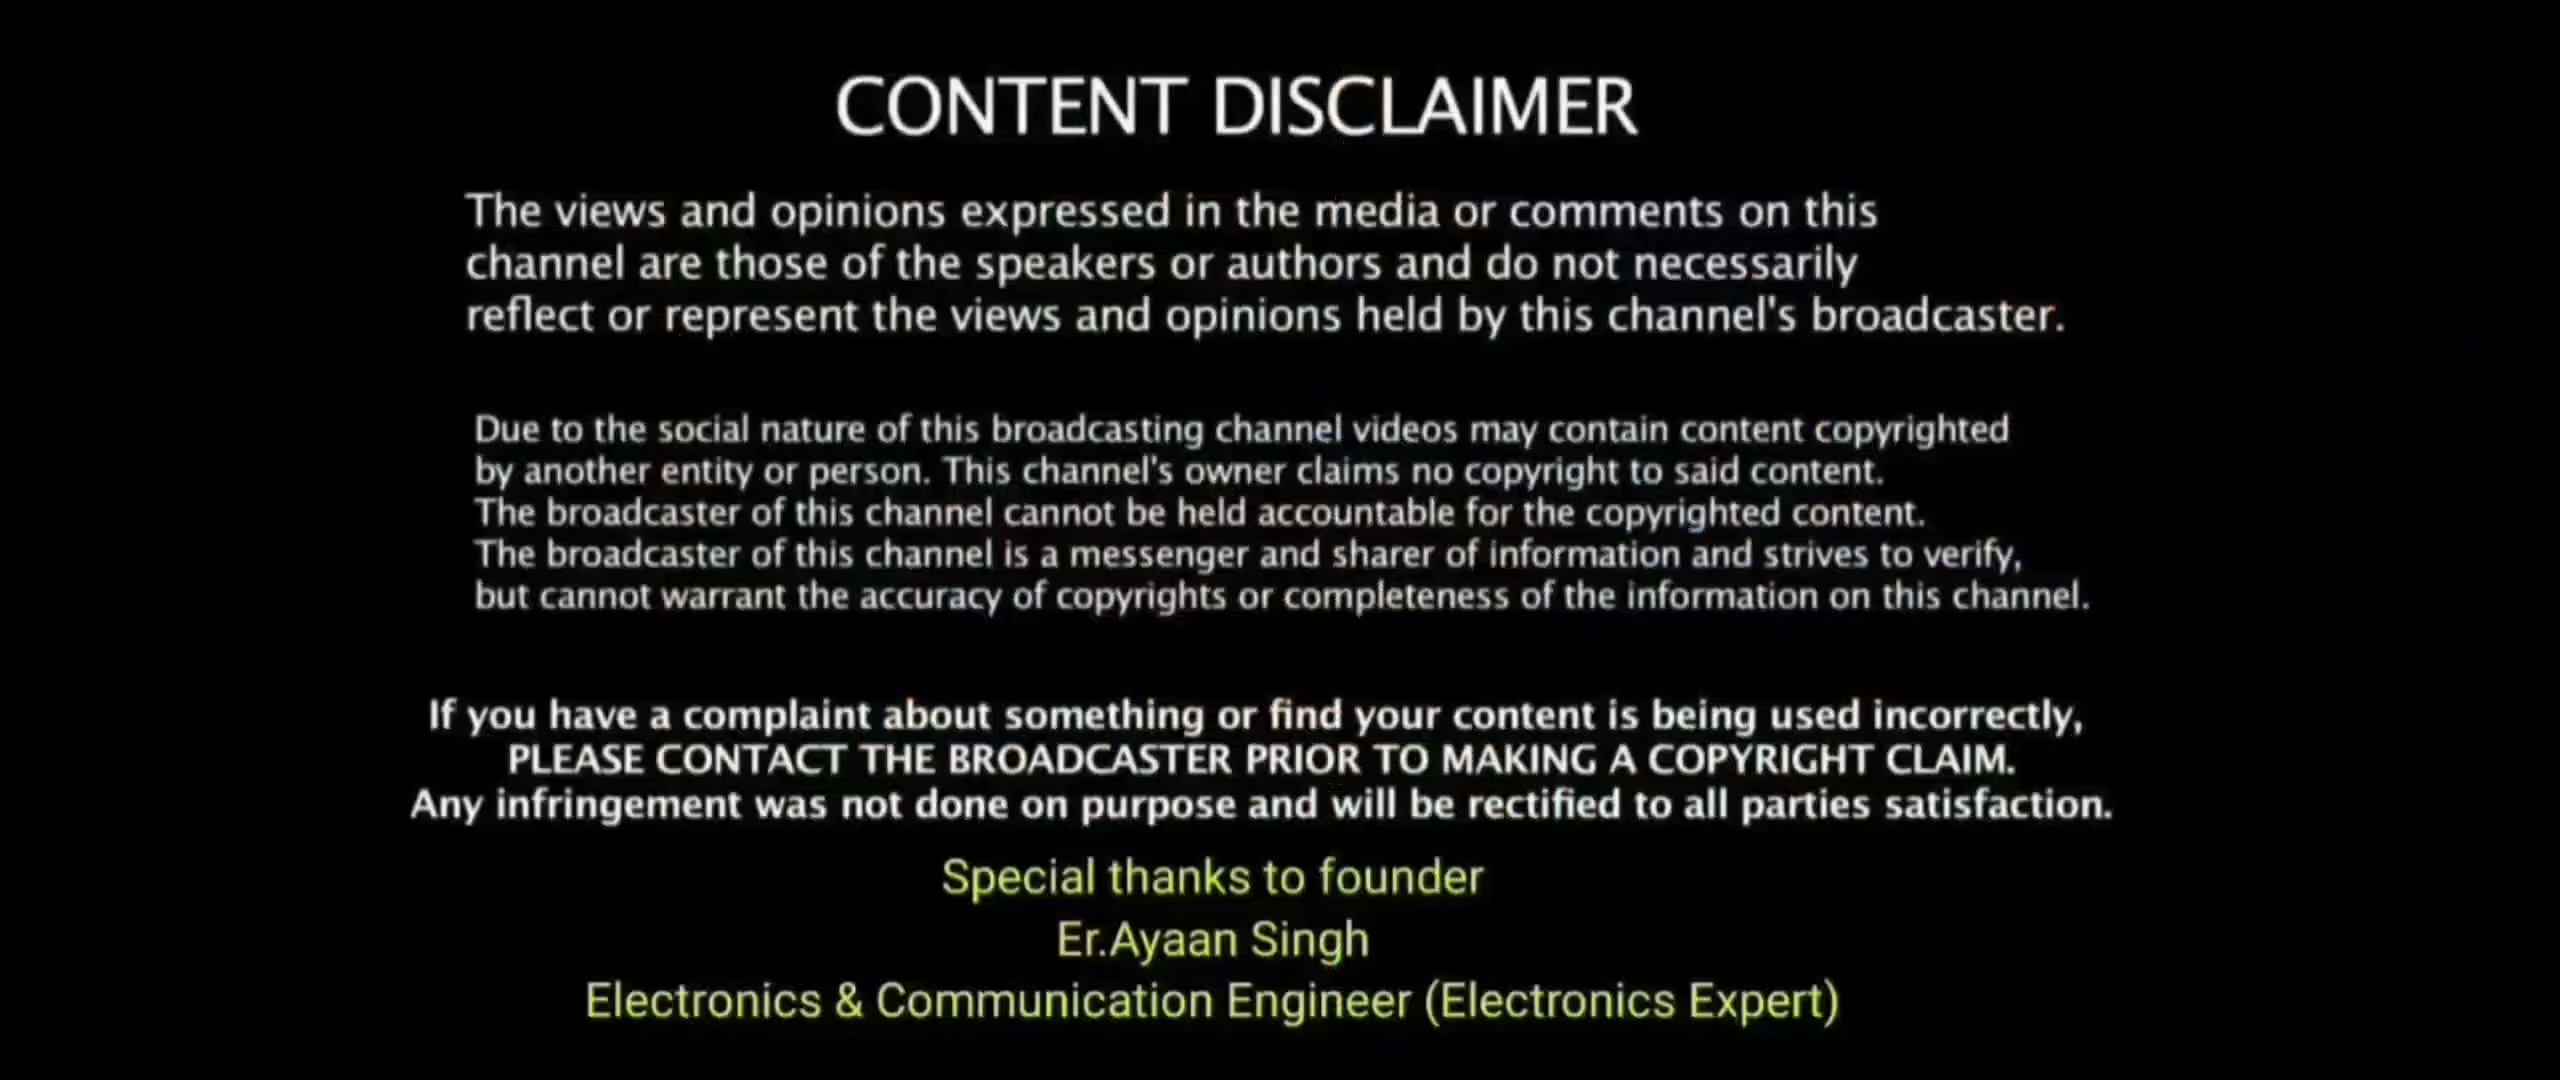 CONTENT DISCLAIMER
The views and opinions expressed in the media or comments on this
channel are those of the speakers or authors and do not necessarily
reflect or represent the views and opinions held by this channel's broadcaster.
Due to the social nature of this broadcasting channel videos may contain content copyrighted
by another entity or person. This channel's owner claims no copyright to said content.
The broadcaster of this channel cannot be held accountable for the copyrighted content.
The broadcaster of this channel is a messenger and sharer of information and strives to verify,
but cannot warrant the accuracy of copyrights or completeness of the information on this channel.
If you have a complaint about something or find your content is being used incorrectly,
PLEASE CONTACT THE BROADCASTER PRIOR TO MAKING A COPYRIGHT CLAIM.
Any infringement was not done on purpose and will be rectified to all parties satisfaction.
Special thanks to founder
Er.Ayaan Singh
Electronics & Communication Engineer (Electronics Expert)